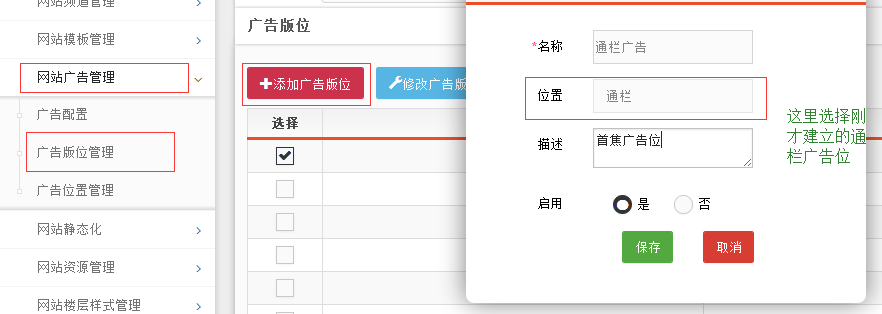 网站频道管理
网站模板管理
网站广告管理
广告配置
广告版位管理
广告位置管理
网站静态化
网站资源管理
网站楼层样式管理
广告版位
添加广告版位
修改广告版
选择
*名称
通栏广告
位置
通栏
描述
首焦广告位
启用
是
否
保存
取消
这里选择刚
才建立的通
栏广告位